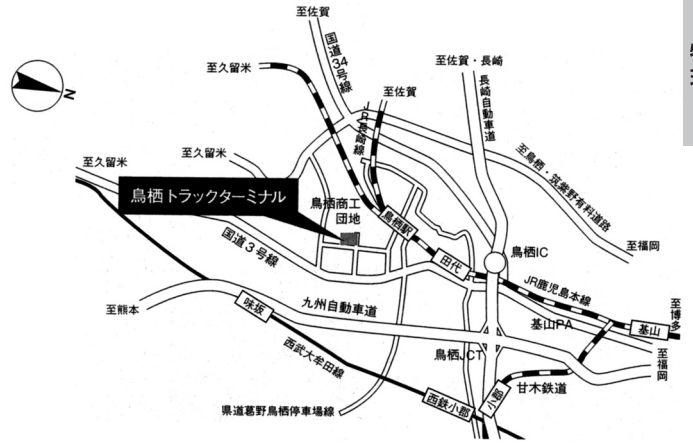 至佐賀
国道34号線
至久留米
至佐賀
JR長崎線
至佐賀・長崎
長崎自動車道
至鳥栖・筑紫野有料道路
至福岡
N
至久留米
至久留米
鳥栖トラックターミナル
鳥栖商工
団地
鳥栖駅
国道3号線
田代
鳥栖IC
JR鹿児島本線
至博多
基山
基山PA
至福岡
至熊本
味坂
九州自動車道
西武大牟田線
鳥栖JCT
甘木鉄道
小郡
西鉄小郡
県道葛野鳥栖停車場線